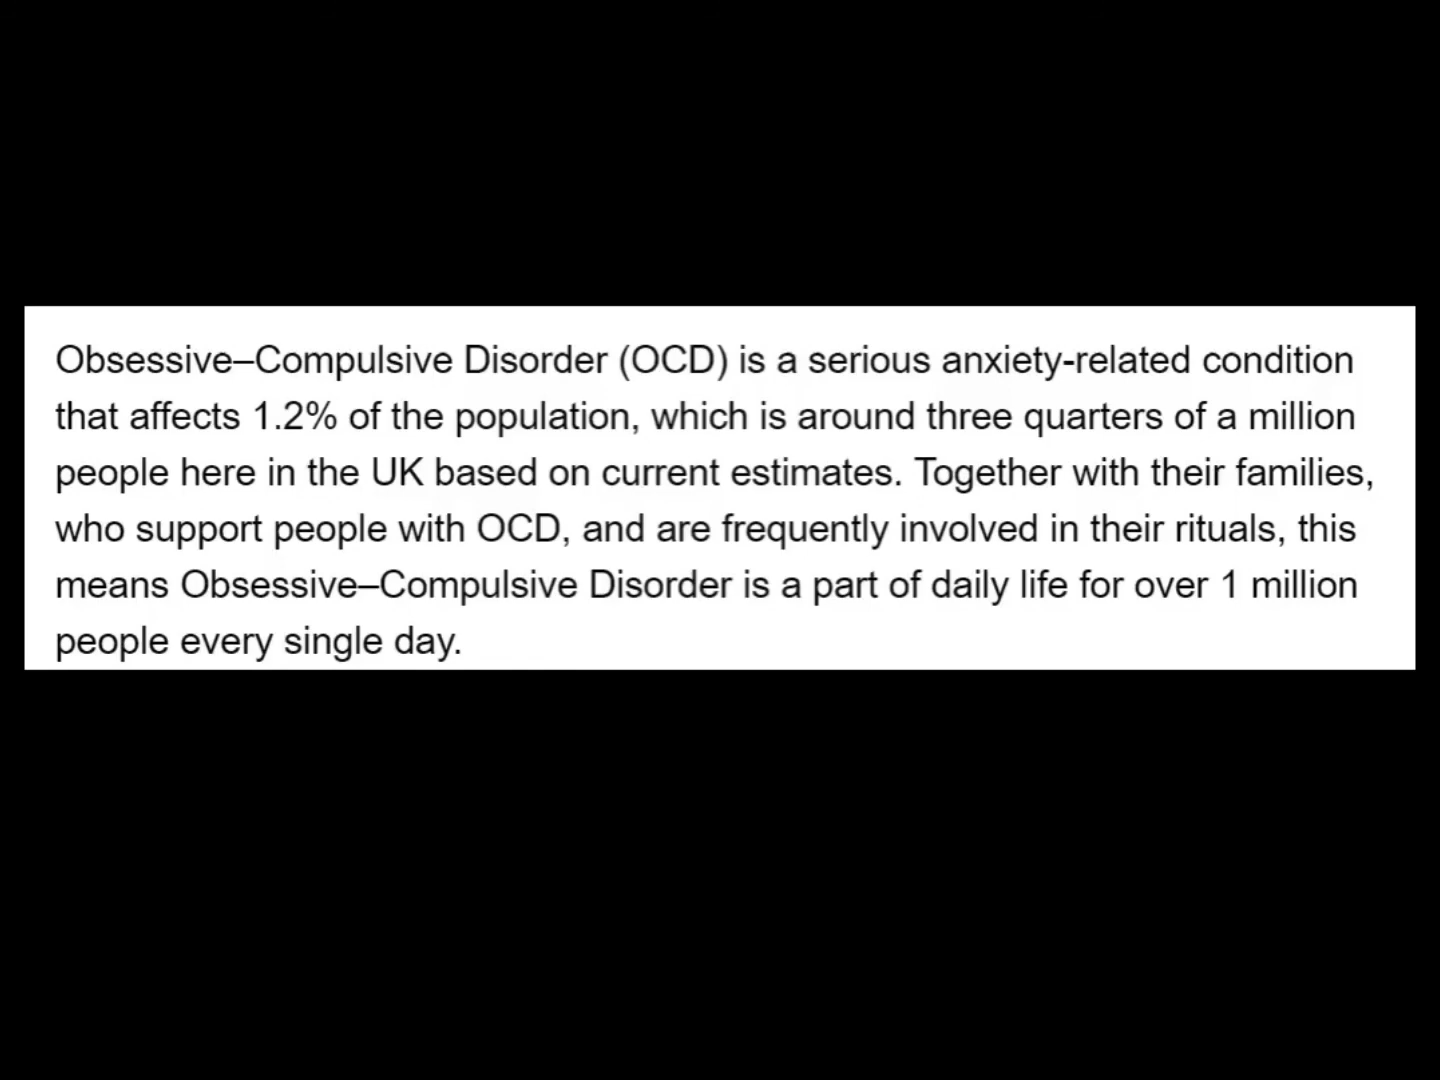 Obsessive–Compulsive Disorder (OCD) is a serious anxiety-related condition
that affects 1.2% of the population, which is around three quarters of a million
people here in the UK based on current estimates. Together with their families,
who support people with OCD, and are frequently involved in their rituals, this
means Obsessive–Compulsive Disorder is a part of daily life for over 1 million
people every single day.